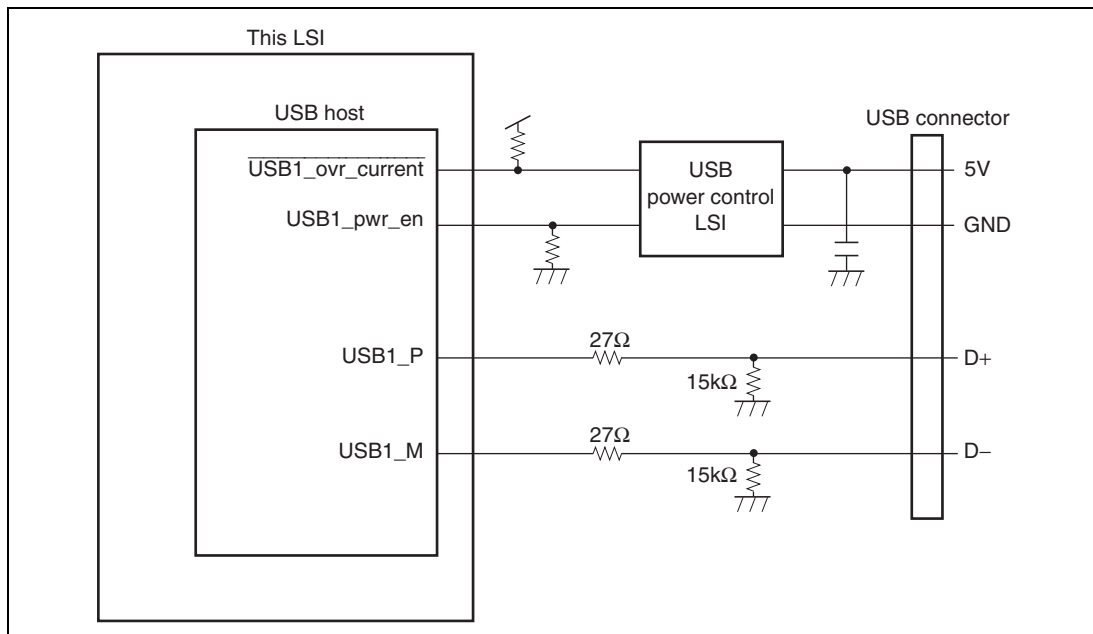 This LSI
USB host
USB connector
USB1_ovr_current
USB
power control
LSI
5V
USB1_pwr_en
GND
27Ω
USB1_P
D+
15kΩ
27Ω
USB1_M
D−
15kΩ